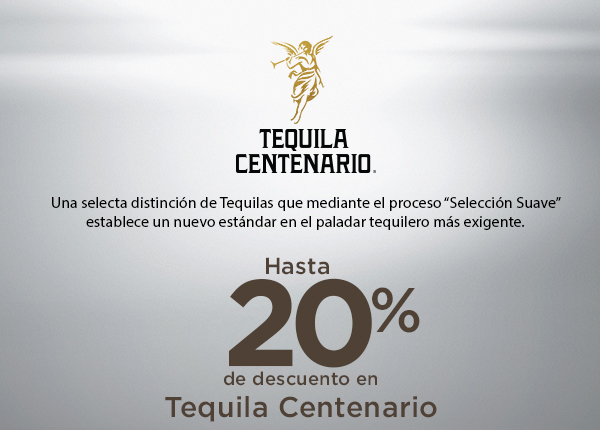 TEQUILA
CENTENARIO®
Una selecta distinción de Tequilas que mediante el proceso “Selección Suave”
establece un nuevo estándar en el paladar tequilero más exigente.
Hasta
20%
de descuento en
Tequila Centenario